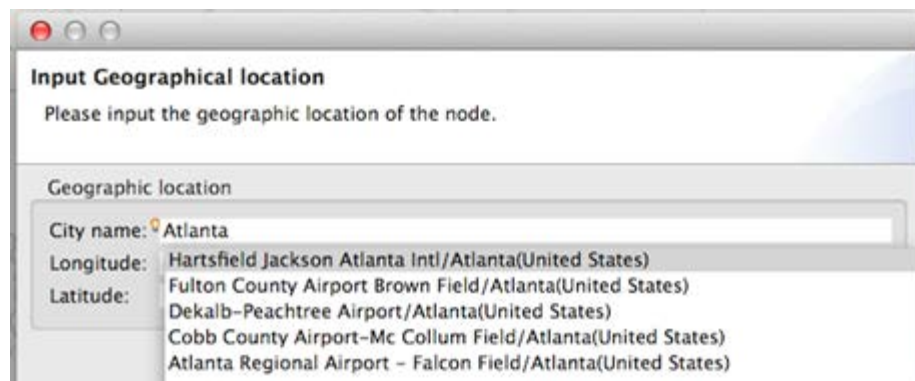 Input Geographical location
Please input the geographic location of the node.
Geographic location
City name: Atlanta
Longitude:
Latitude:
Hartsfield Jackson Atlanta Intl/Atlanta(United States)
Fulton County Airport Brown Field/Atlanta(United States)
Dekalb-Peachtree Airport/Atlanta(United States)
Cobb County Airport-Mc Collum Field/Atlanta(United States)
Atlanta Regional Airport - Falcon Field/Atlanta(United States)